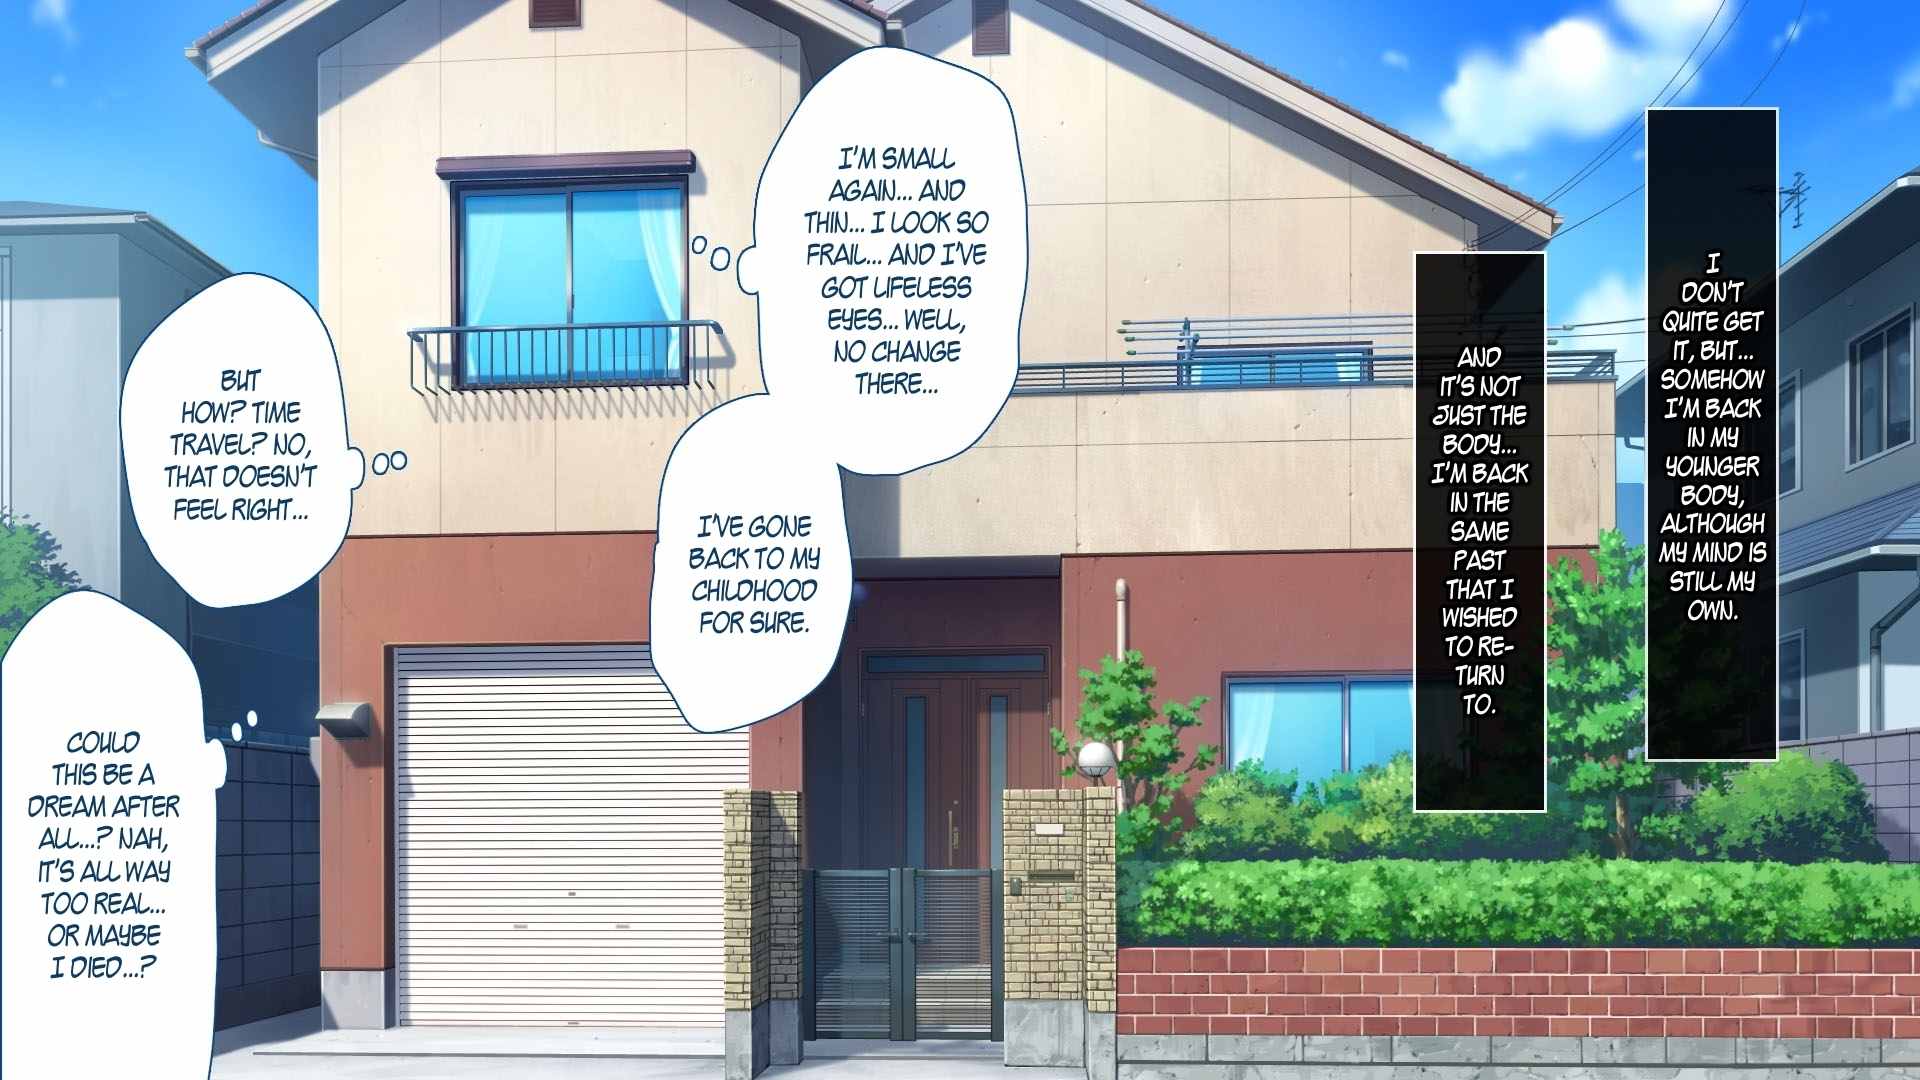 I
DON'T
QUITE GET
IT, BUT...
SOMEHOW
I'M BACK
IN MY
YOUNGER
BODY,
ALTHOUGH
MY MIND IS
STILL MY
OWN.
AND
IT'S NOT
JUST THE
BODY...
I'M BACK
IN THE
SAME
PAST
THAT I
WISHED
TO RE-
TURN
TO.
I'M SMALL
AGAIN... AND
THIN... I LOOK SO
FRAIL... AND I'VE
GOT LIFELESS
EYES... WELL,
NO CHANGE
THERE...
I'VE GONE
BACK TO MY
CHILDHOOD
FOR SURE.
BUT
HOW? TIME
TRAVEL? NO,
THAT DOESN'T
FEEL RIGHT...
COULD
THIS BE A
DREAM AFTER
ALL...? NAH,
IT'S ALL WAY
TOO REAL...
OR MAYBE
I DIED...?